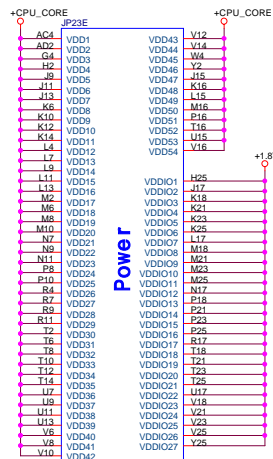 +CPU_CORE +CPU_CORE
JP23E
AC4 VDD1 VDD43 V12
AD2 VDD2 VDD44 V14
G4 VDD3 VDD45 W4
H2 VDD4 VDD46 Y2
J9 VDD5 VDD47 J15
J11 VDD6 VDD48 K16
J13 VDD7 VDD49 L15
K6 VDD8 VDD50 M16
K10 VDD9 VDD51 P16
K12 VDD10 VDD52 T16
K14 VDD11 VDD53 U15
L4 VDD12 VDD54 V16
L7 VDD13
+1.8
L9 VDD14
L11 VDD15 VDDIO1 H25
L13 VDD16 VDDIO2 J17
M2 VDD17 VDDIO3 K18
M6 VDD18 VDDIO4 K21
M8 VDD19 VDDIO5 K23
M10 VDD20 VDDIO6 K25
N7 VDD21 VDDIO7 L17
N9 VDD22 VDDIO8 M18
N11 VDD23 VDDIO9 M21
P8 VDD24 VDDIO10 M23
P10 VDD25 VDDIO11 M25
R4 VDD26 VDDIO12 N17
R7 VDD27 VDDIO13 P18
R9 VDD28 VDDIO14 P21
R11 VDD29 VDDIO15 P23
T2 VDD30 VDDIO16 P25
T6 VDD31 VDDIO17 R17
T8 VDD32 VDDIO18 T18
T10 VDD33 VDDIO19 T21
T12 VDD34 VDDIO20 T23
T14 VDD35 VDDIO21 T25
U7 VDD36 VDDIO22 U17
U9 VDD37 VDDIO23 V18
U11 VDD38 VDDIO24 V21
U13 VDD39 VDDIO25 V23
V6 VDD40 VDDIO26 V25
V8 VDD41 VDDIO27 Y25
V10 VDD42
Power